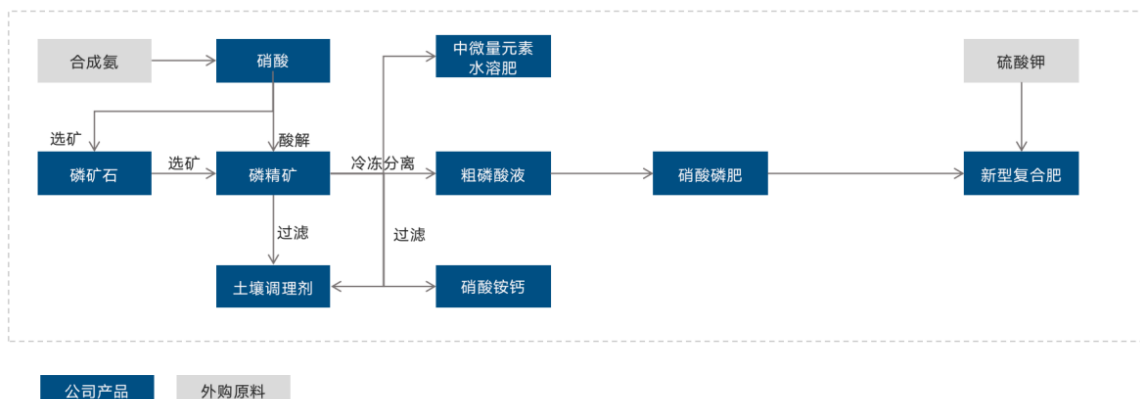 合成氨
硝酸
中微量元素
水溶肥
硫酸钾
选矿
酸解
磷矿石
选矿
磷精矿
冷冻分离
粗磷酸液
硝酸磷肥
新型复合肥
过滤
过滤
土壤调理剂
硝酸铵钙
公司产品
外购原料